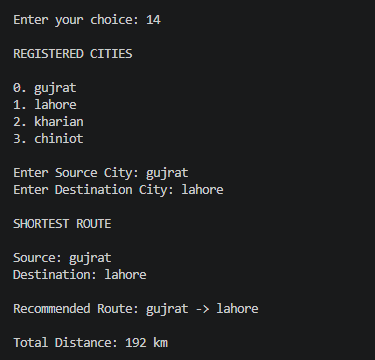 Enter your choice: 14
REGISTERED CITIES
0. gujrat
1. lahore
2. kharian
3. chiniot
Enter Source City: gujrat
Enter Destination City: lahore
SHORTEST ROUTE
Source: gujrat
Destination: lahore
Recommended Route: gujrat -> lahore
Total Distance: 192 km